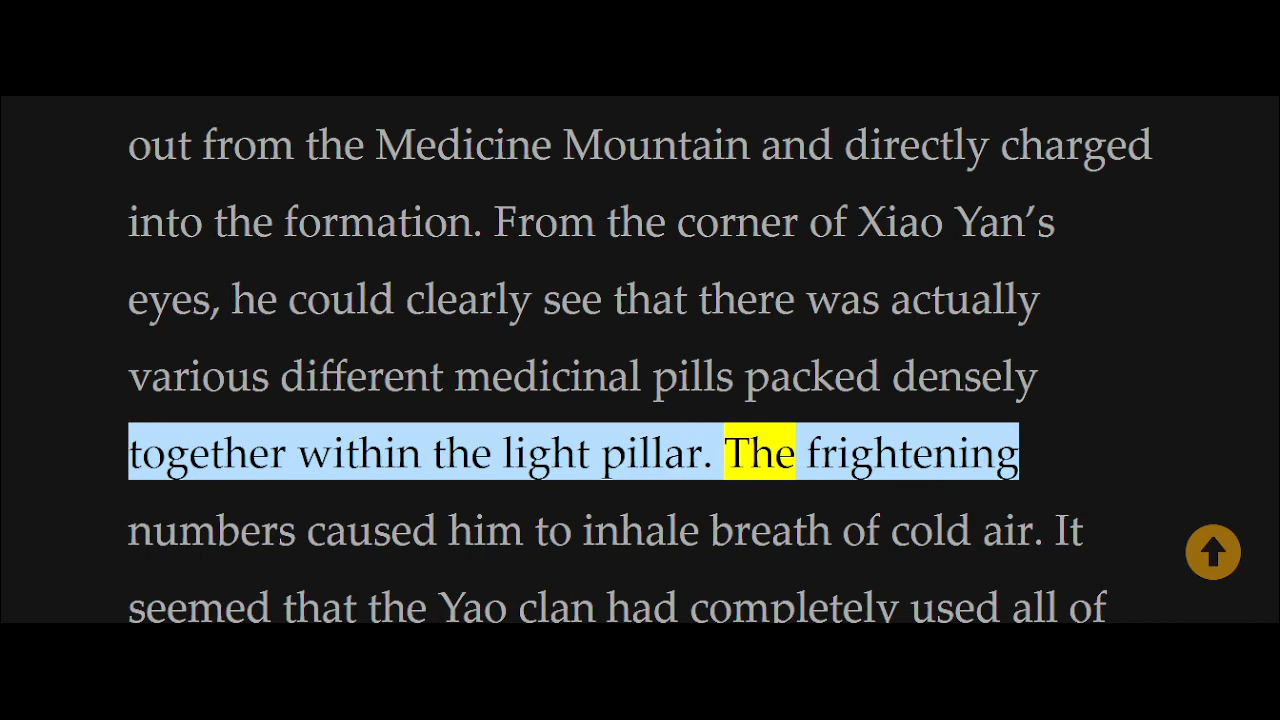 out from the Medicine Mountain and directly charged
into the formation. From the corner of Xiao Yan’s
eyes, he could clearly see that there was actually
various different medicinal pills packed densely
together within the light pillar. The frightening
numbers caused him to inhale breath of cold air. It
seemed that the Yao clan had completely used all of